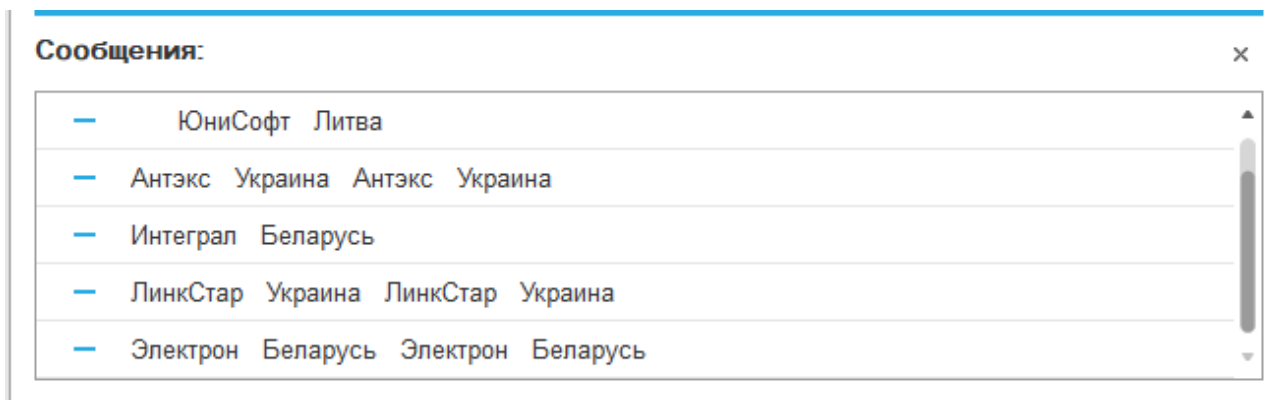 Сообщения:
ЮниСофт Литва
Антэкс Украина Антэкс Украина
Интеграл Беларусь
ЛинкСтар Украина ЛинкСтар Украина
Электрон Беларусь Электрон Беларусь